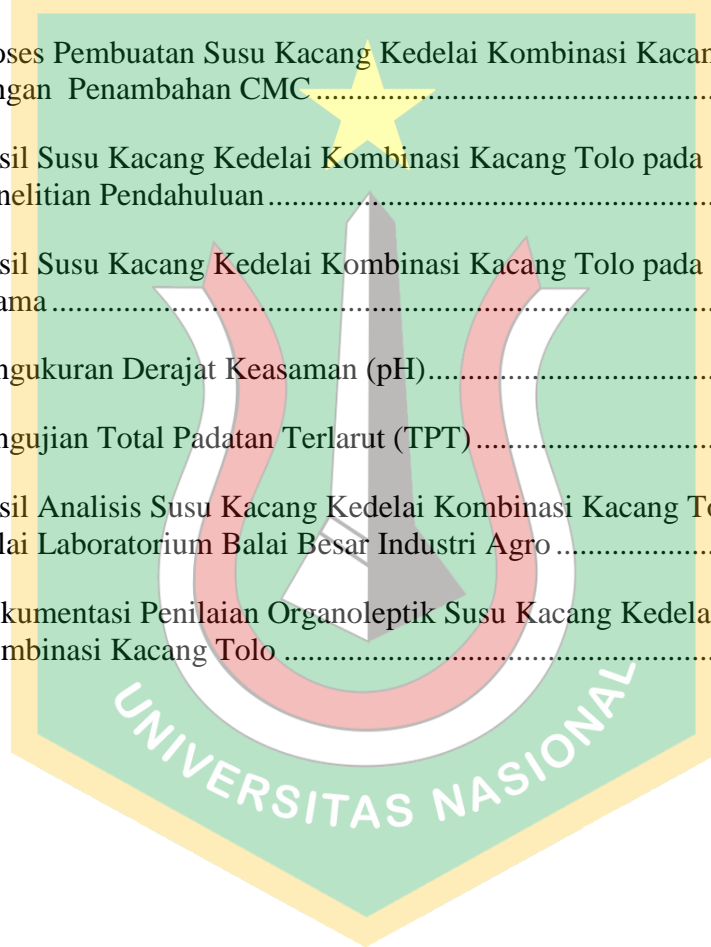 oses Pembuatan Susu Kacang Kedelai Kombinasi Kacan
ngan Penambahan CMC ................................................
sil Susu Kacang Kedelai Kombinasi Kacang Tolo pada
nelitian Pendahuluan ................................................
sil Susu Kacang Kedelai Kombinasi Kacang Tolo pada
ama ................................................
ngukuran Derajat Keasaman (pH) ................................................
ngujian Total Padatan Terlarut (TPT) ................................................
sil Analisis Susu Kacang Kedelai Kombinasi Kacang To
lai Laboratorium Balai Besar Industri Agro ................................................
kumentasi Penilaian Organoleptik Susu Kacang Kedela
mbinasi Kacang Tolo ................................................
UNIVERSITAS NASIONAL